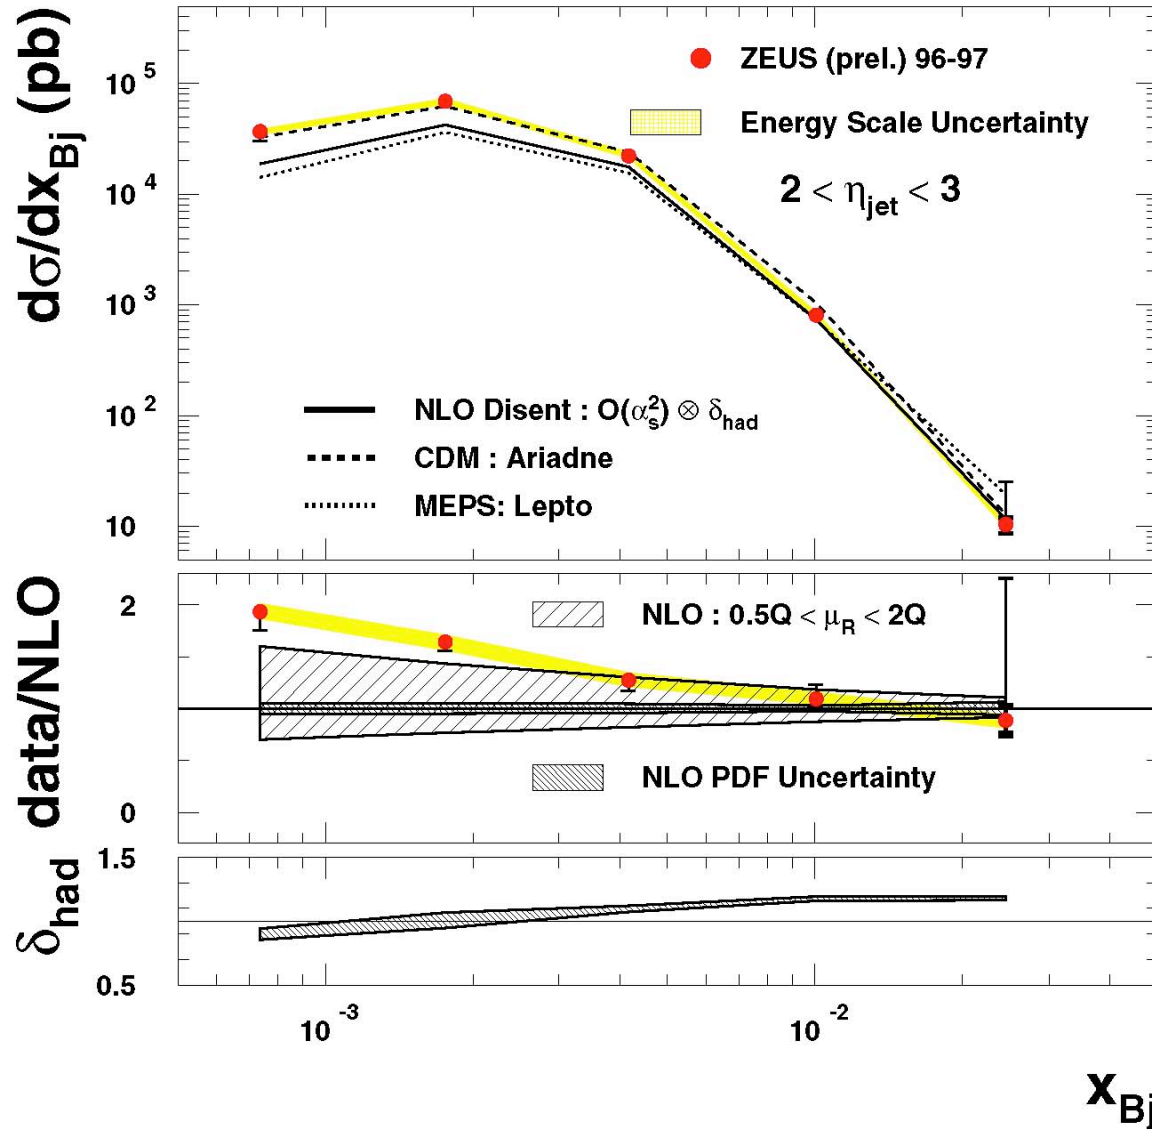 dσ/dx_Bj (pb)
10^5
10^4
10^3
10^2
10
ZEUS (prel.) 96-97
Energy Scale Uncertainty
2 < η_jet < 3
NLO Disent : O(α_s^2) ⊗ δ_had
CDM : Ariadne
MEPS: Lepto
data/NLO
2
0
NLO : 0.5Q < μ_R < 2Q
NLO PDF Uncertainty
δ_had
1.5
0.5
10^-3
10^-2
x_Bj